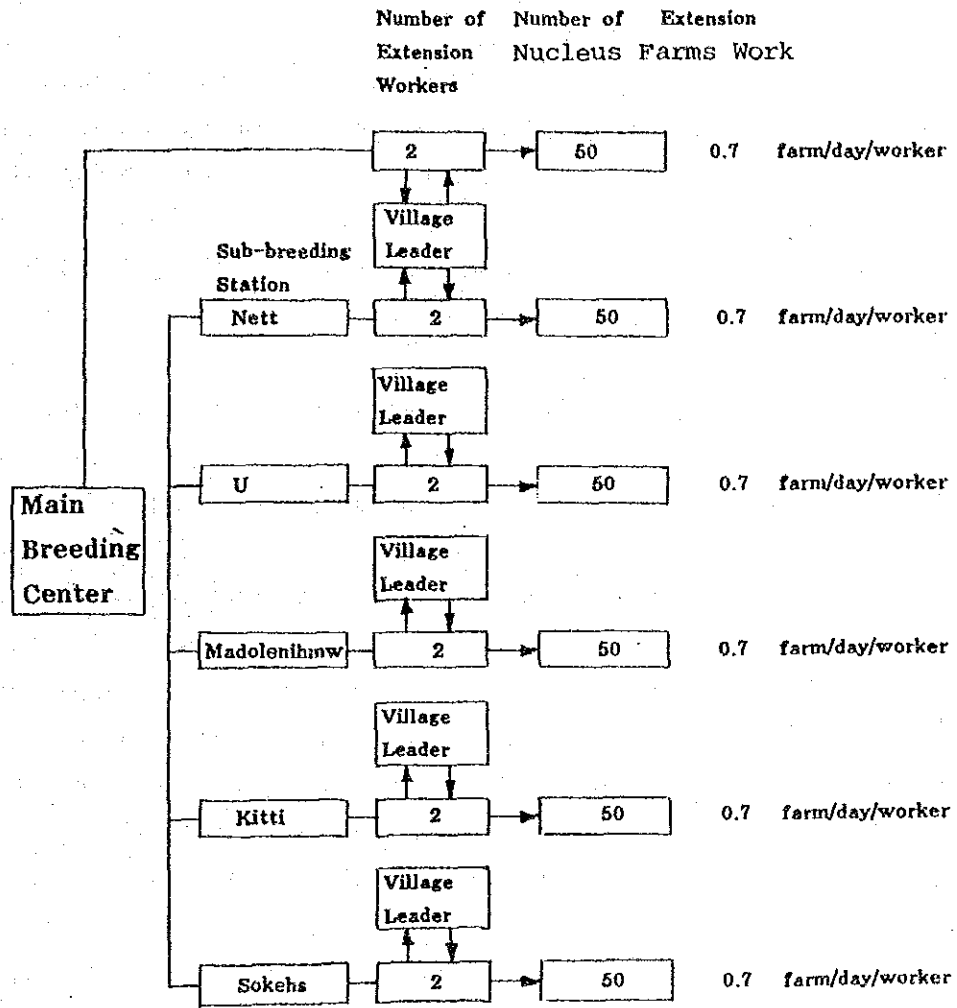 Number of Number of Extension
Extension Nucleus Farms Work
Workers
2 50 0.7 farm/day/worker
Village
Leader
Sub-breeding
Station
Nett 2 50 0.7 farm/day/worker
Village
Leader
U 2 50 0.7 farm/day/worker
Main
Breeding
Center
Village
Leader
Madolenihmw 2 50 0.7 farm/day/worker
Village
Leader
Kitti 2 50 0.7 farm/day/worker
Village
Leader
Sokehs 2 50 0.7 farm/day/worker